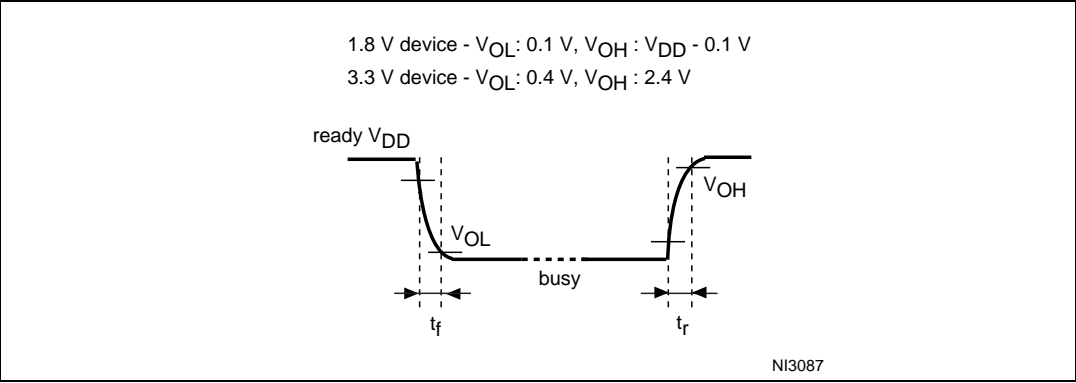 1.8 V device - VOL: 0.1 V, VOH : VDD - 0.1 V
3.3 V device - VOL: 0.4 V, VOH : 2.4 V
ready VDD
VOH
VOL
busy
tf
tr
NI3087